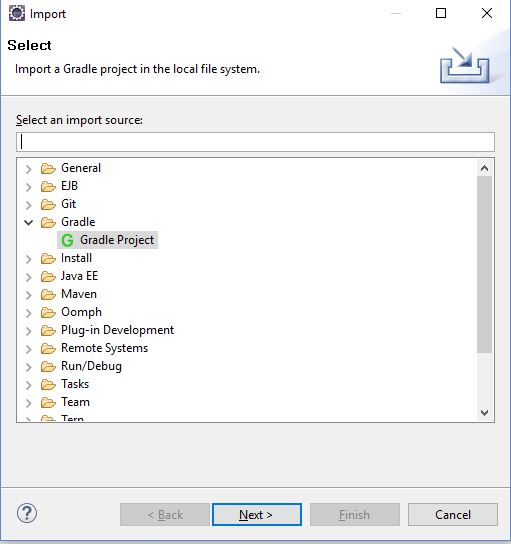 Import
Select
Import a Gradle project in the local file system.
Select an import source:
General
EJB
Git
Gradle
Gradle Project
Install
Java EE
Maven
Oomph
Plug-in Development
Remote Systems
Run/Debug
Tasks
Team
Tern
< Back Next > Finish Cancel